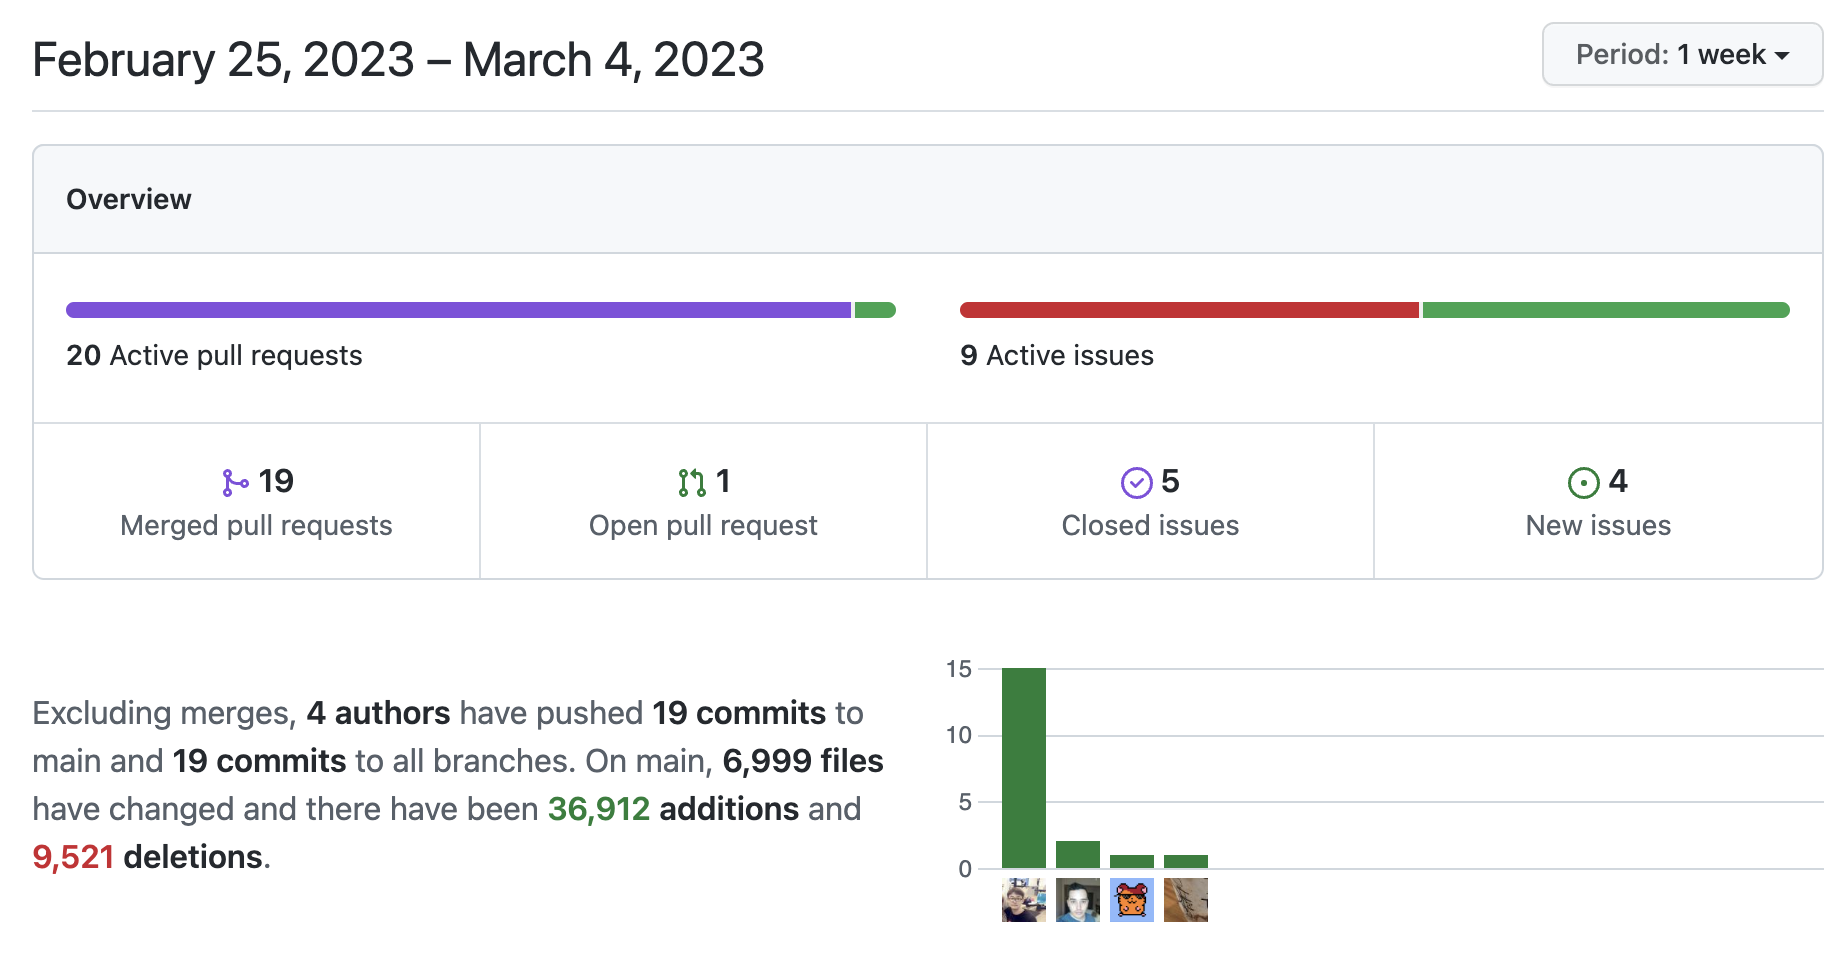 February 25, 2023 – March 4, 2023
Period: 1 week
Overview
20 Active pull requests
9 Active issues
19
Merged pull requests
1
Open pull request
5
Closed issues
4
New issues
Excluding merges, 4 authors have pushed 19 commits to
main and 19 commits to all branches. On main, 6,999 files
have changed and there have been 36,912 additions and
9,521 deletions.
15
10
5
0